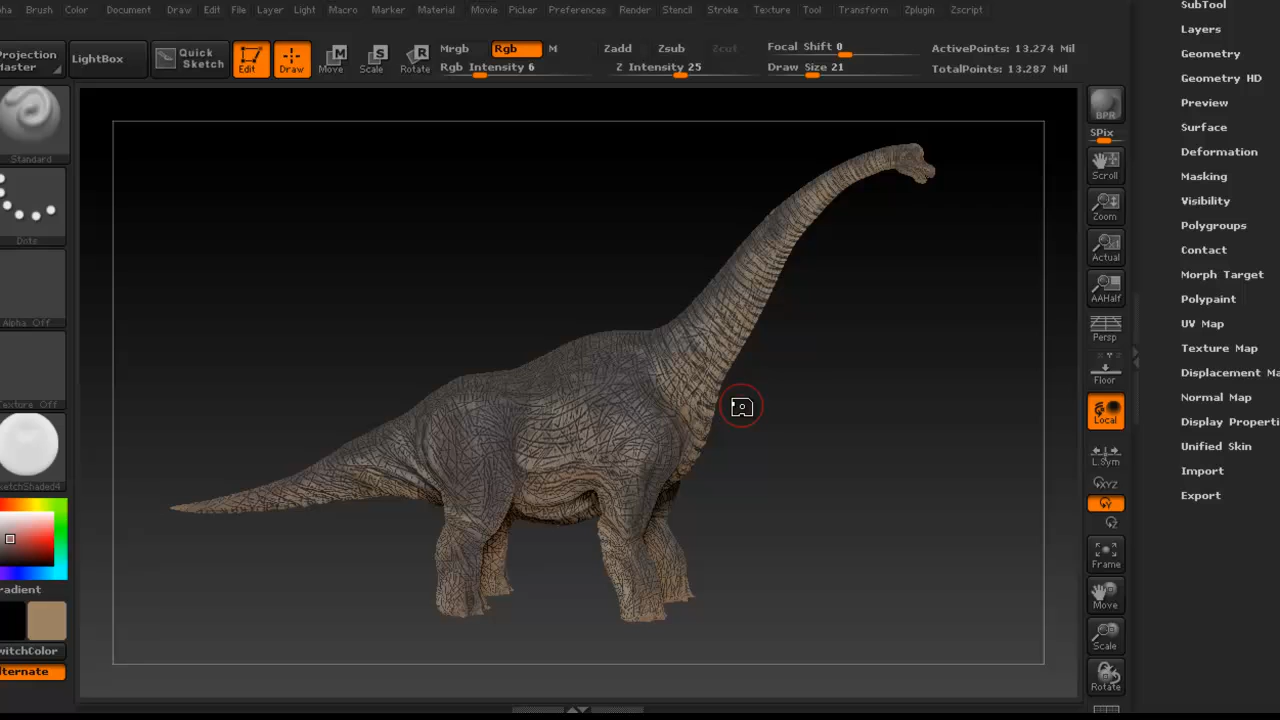 ha Brush Color Document Draw Edit File Layer Light Macro Marker Material Movie Picker Preferences Render Stencil Stroke Texture Tool Transform Zplugin Zscript
Projection
Master
LightBox
Quick
Sketch
Edit
Draw
M
Move
S
Scale
R
Rotate
Mrgb Rgb M
Rgb Intensity 6
Zadd Zsub Zcut
Z Intensity 25
Focal Shift 0
Draw Size 21
ActivePoints: 13.274 Mil
TotalPoints: 13.287 Mil
Standard
Dots
Alpha Off
Texture Off
ketchShaded4
radient
witchColor
lternate
BPR
SPix
Scroll
Zoom
Actual
AAHalf
Persp
Floor
Local
L.Sym
XYZ
Y
Z
Frame
Move
Scale
Rotate
SubTool
Layers
Geometry
Geometry HD
Preview
Surface
Deformation
Masking
Visibility
Polygroups
Contact
Morph Target
Polypaint
UV Map
Texture Map
Displacement Ma
Normal Map
Display Properti
Unified Skin
Import
Export